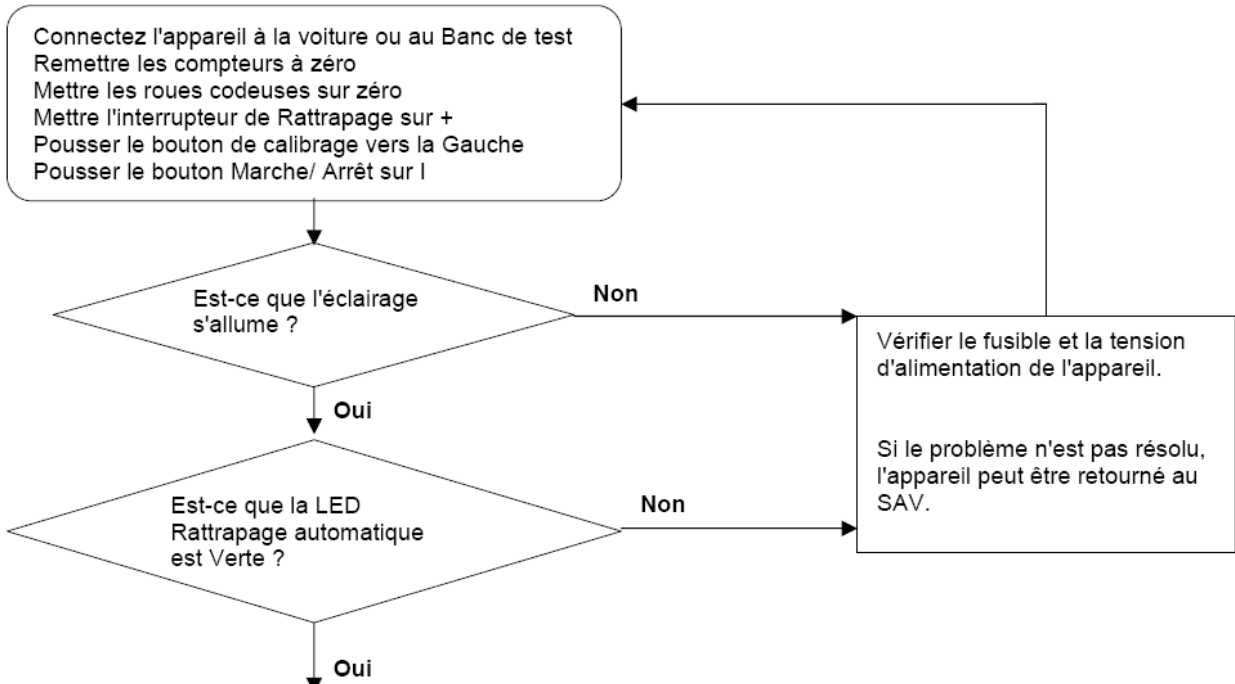 Connectez l'appareil à la voiture ou au Banc de test
Remettre les compteurs à zéro
Mettre les roues codeuses sur zéro
Mettre l'interrupteur de Rattrapage sur +
Pousser le bouton de calibrage vers la Gauche
Pousser le bouton Marche/ Arrêt sur I
Est-ce que l'éclairage
s'allume ?
Non
Vérifier le fusible et la tension
d'alimentation de l'appareil.
Si le problème n'est pas résolu,
l'appareil peut être retourné au
SAV.
Oui
Est-ce que la LED
Rattrapage automatique
est Verte ?
Non
Oui